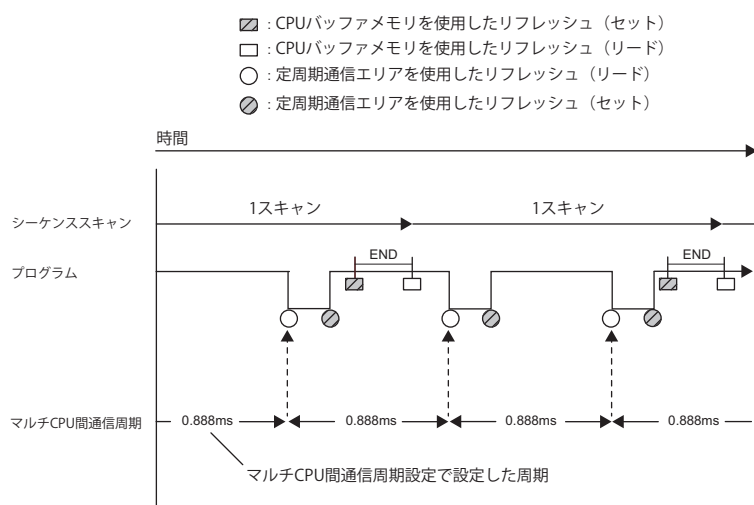 : CPUバッファメモリを使用したリフレッシュ（セット）
: CPUバッファメモリを使用したリフレッシュ（リード）
: 定周期通信エリアを使用したリフレッシュ（リード）
: 定周期通信エリアを使用したリフレッシュ（セット）
時間
シーケンススキャン
1スキャン
1スキャン
プログラム
END
END
マルチCPU間通信周期
0.888ms
0.888ms
0.888ms
0.888ms
マルチCPU間通信周期設定で設定した周期